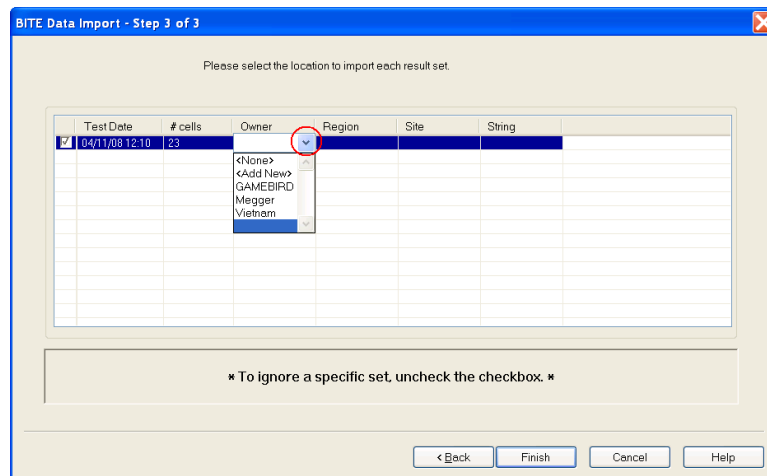 BITE Data Import - Step 3 of 3
Please select the location to import each result set.
Test Date # cells Owner Region Site String
04/11/08 12:10 23
<None>
<Add New>
GAMEBIRD
Megger
Vietnam
* To ignore a specific set, uncheck the checkbox. *
< Back Finish Cancel Help